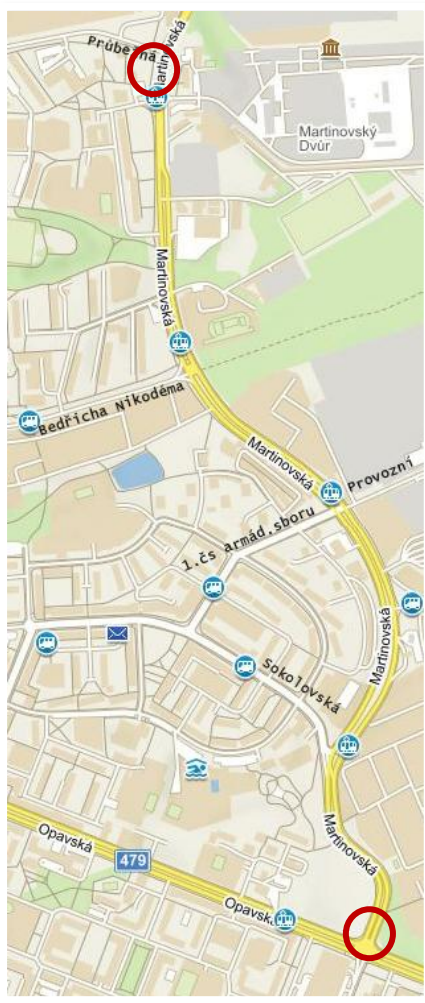 Průběžná
Martinovská
Martinovský
Dvůr
Martinovská
Bedřicha Nikodéma
Martinovská
Provozní
1.čs armád.sboru
Martinovská
Sokolovská
Martinovská
Opavská
479
Opavská